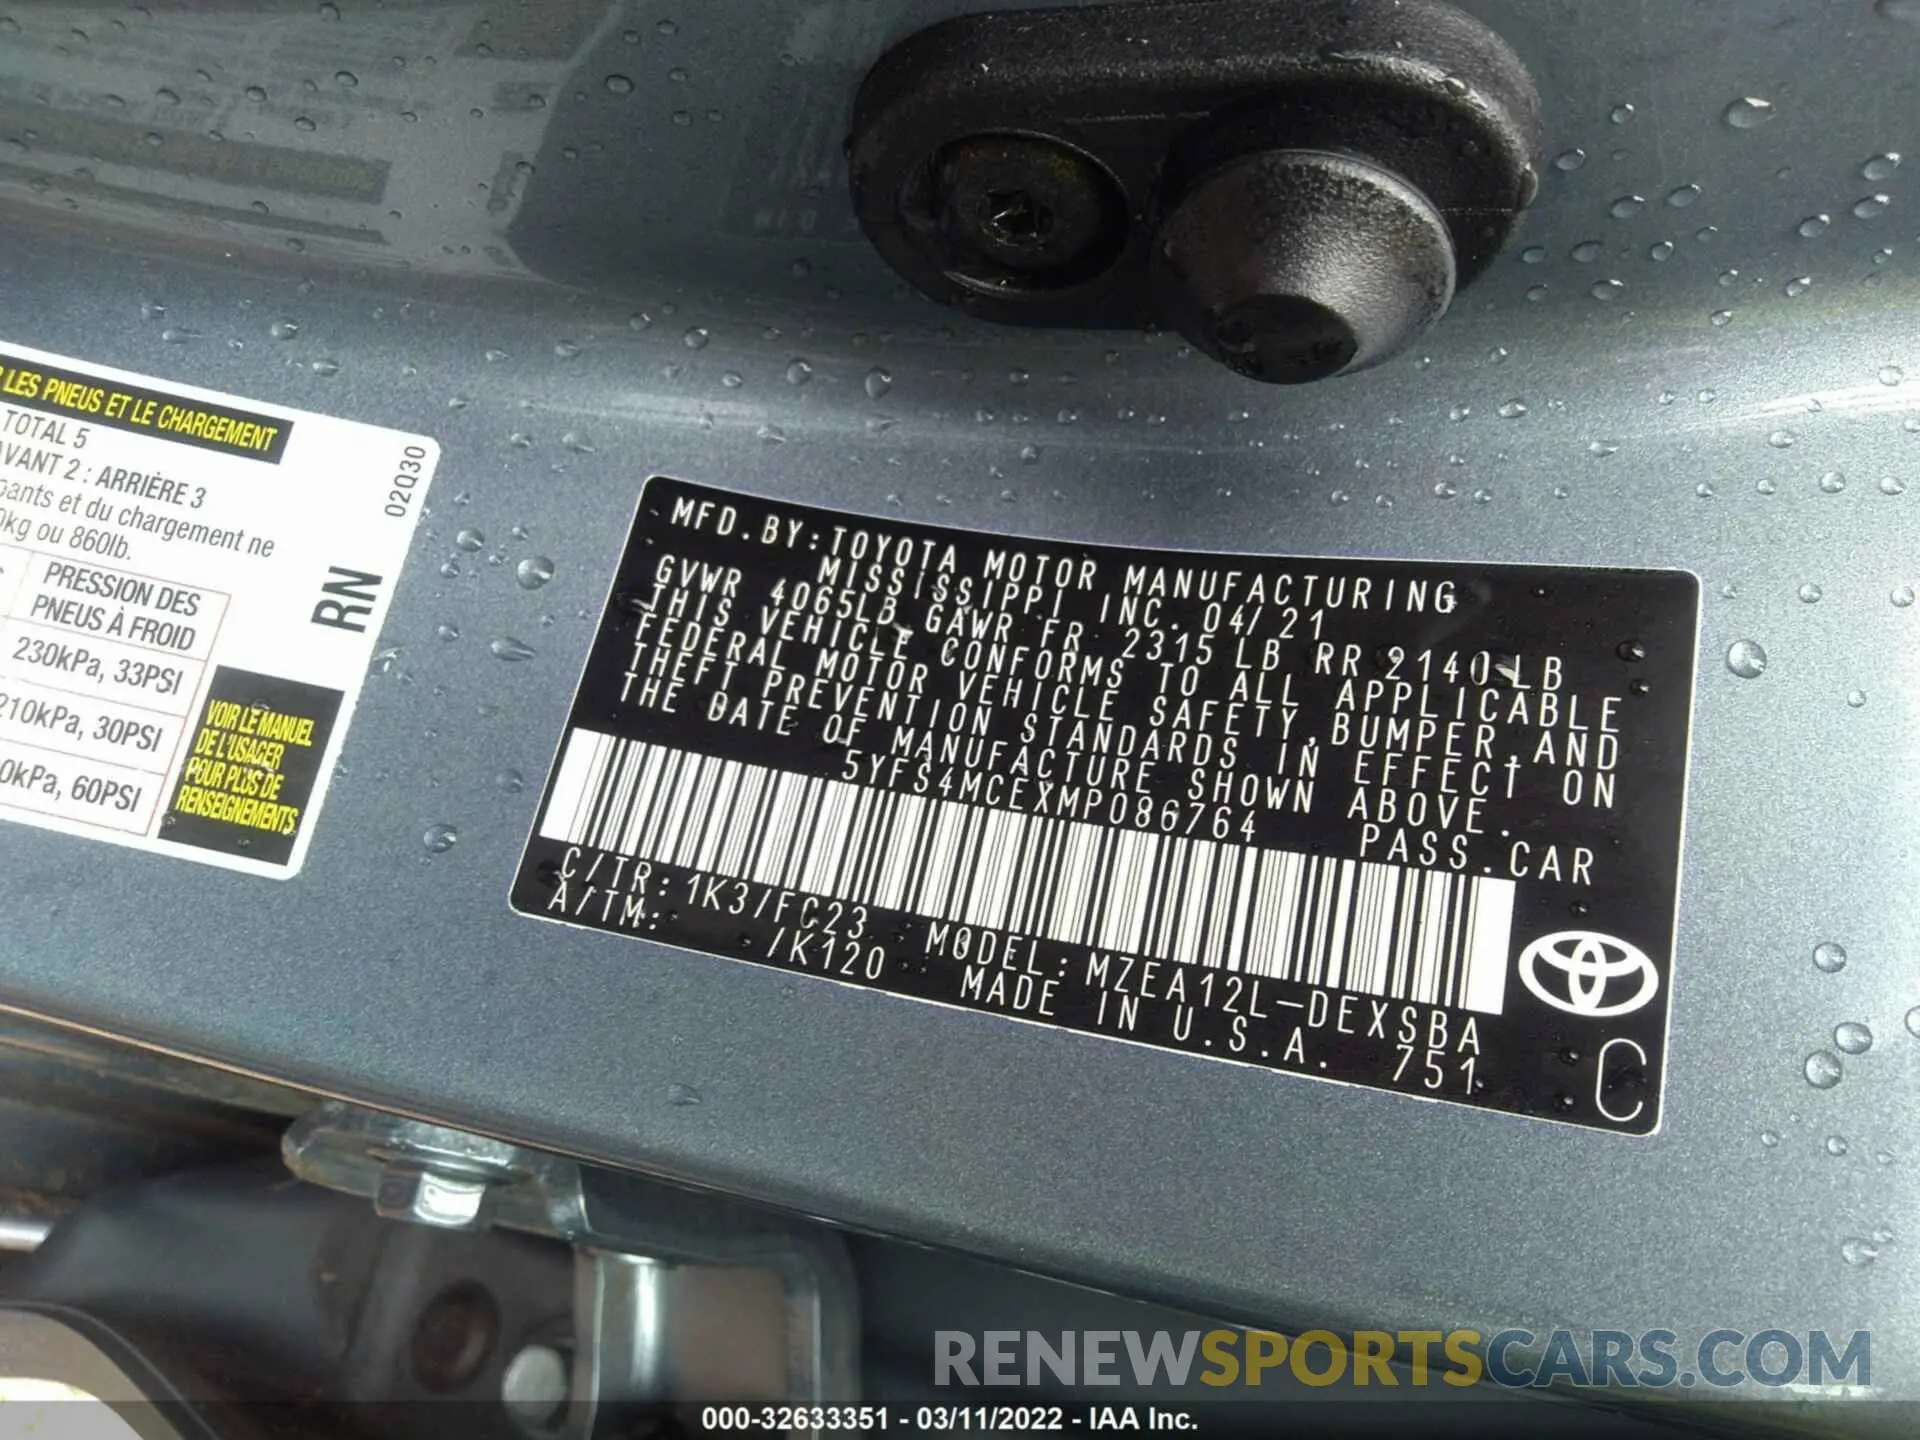 LES PNEUS ET LE CHARGEMENT
TOTAL 5
AVANT 2 : ARRIÈRE 3
et du chargement ne
kg ou 860lb.
02Q30
RN
PRESSION DES
PNEUS À FROID
230kPa, 33PSI
210kPa, 30PSI
0kPa, 60PSI
VOIR LE MANUEL
DE L'USAGER
POUR PLUS DE
RENSEIGNEMENTS
MFD.BY:TOYOTA MOTOR MANUFACTURING
MISSISSIPPI INC. 04/21
GVWR 4065LB GAWR FR 2315 LB RR 2140 LB
THIS VEHICLE CONFORMS TO ALL APPLICABLE
FEDERAL MOTOR VEHICLE SAFETY,BUMPER,AND
THEFT PREVENTION STANDARDS IN EFFECT ON
THE DATE OF MANUFACTURE SHOWN ABOVE.
5YFS4MCEXMP086764 PASS.CAR
C/TR: 1K3/FC23 MODEL: MZEA12L-DEXSBA
A/TM: /K120 MADE IN U.S.A. 751
C
RENEWSPORTSCARS.COM
000-32633351 - 03/11/2022 - IAA Inc.